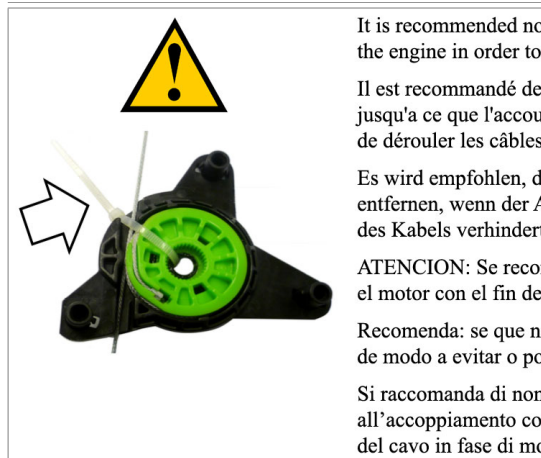 It is recommended no
the engine in order to
Il est recommandé de
jusqu'a ce que l'accou
de dérouler les câbles
Es wird empfohlen, d
entfernen, wenn der A
des Kabels verhindert
ATENCION: Se reco
el motor con el fin de
Recomenda: se que n
de modo a evitar o po
Si raccomanda di non
all’accoppiamento co
del cavo in fase di mo